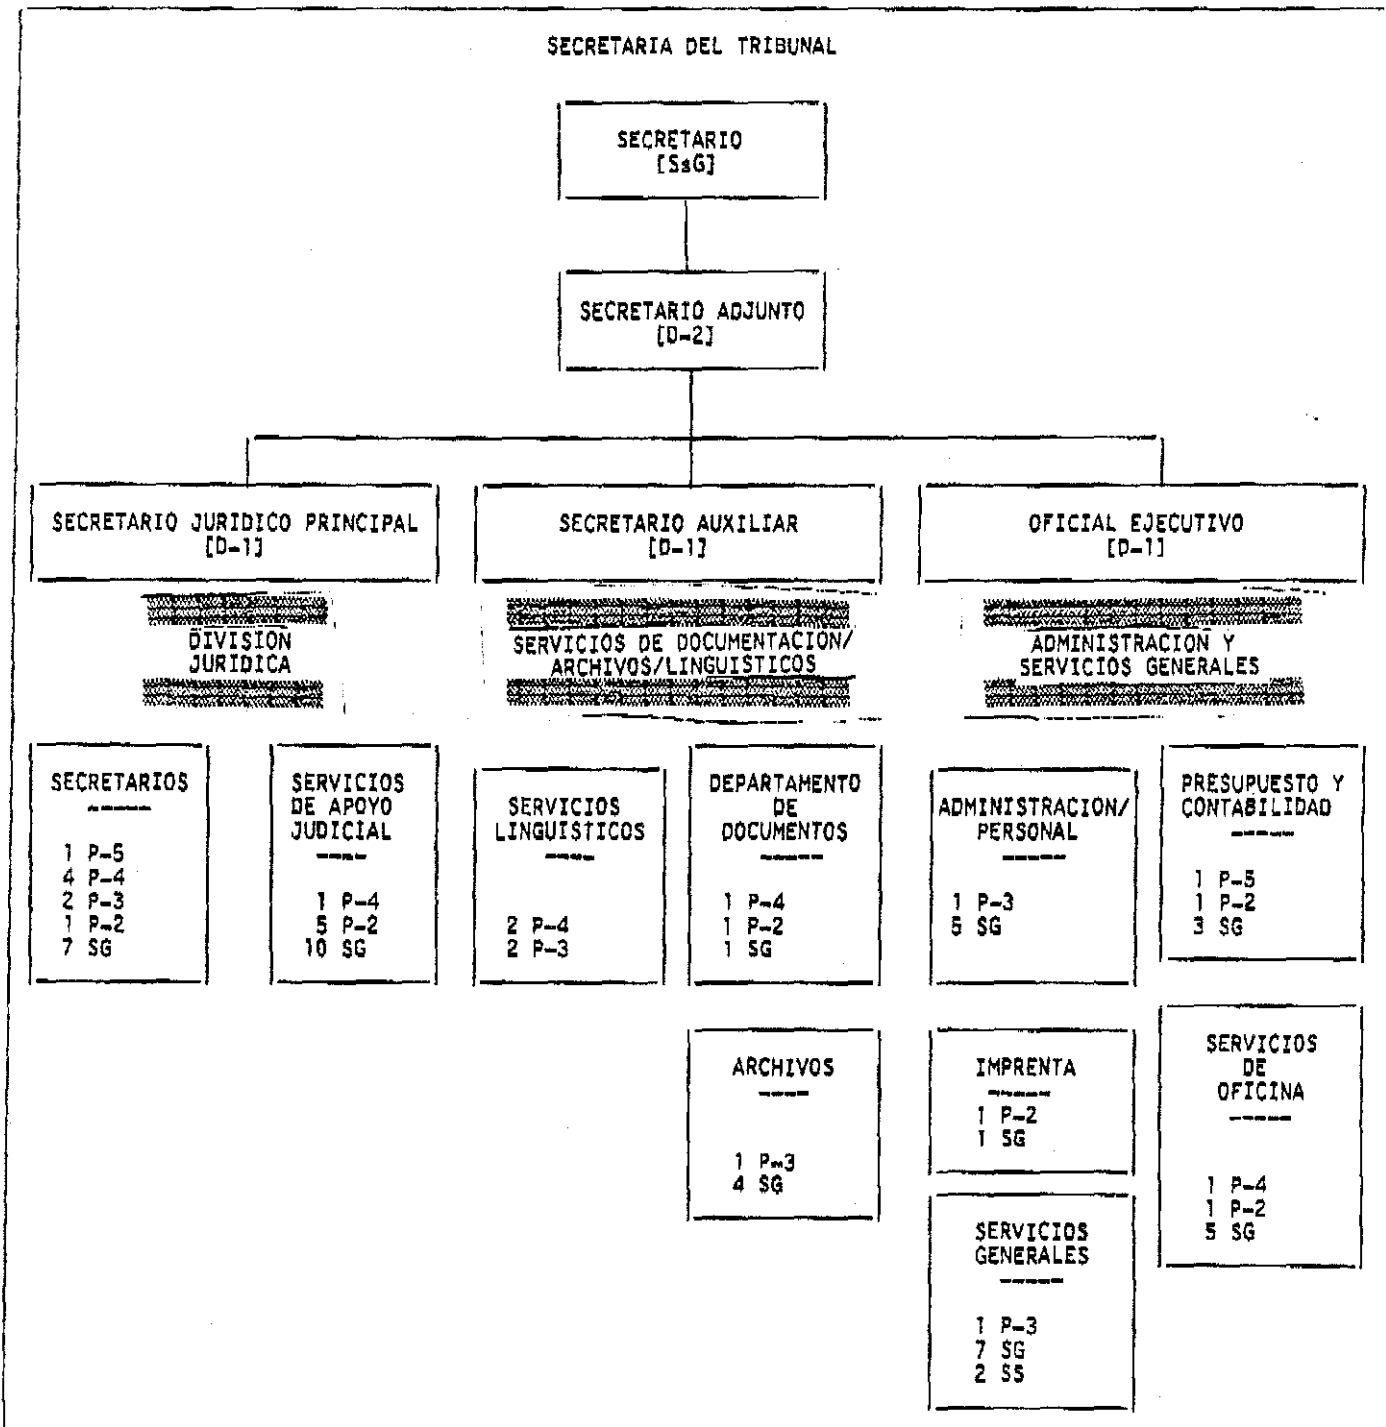 SECRETARIA DEL TRIBUNAL
SECRETARIO
[SsG]
SECRETARIO ADJUNTO
[D-2]
SECRETARIO JURIDICO PRINCIPAL
[D-1]
SECRETARIO AUXILIAR
[D-1]
OFICIAL EJECUTIVO
[D-1]
DIVISION
JURIDICA
SERVICIOS DE DOCUMENTACION/
ARCHIVOS/LINGUISTICOS
ADMINISTRACION Y
SERVICIOS GENERALES
SECRETARIOS
1 P-5
4 P-4
2 P-3
1 P-2
7 SG
SERVICIOS
DE APOYO
JUDICIAL
1 P-4
5 P-2
10 SG
SERVICIOS
LINGUISTICOS
2 P-4
2 P-3
DEPARTAMENTO
DE
DOCUMENTOS
1 P-4
1 P-2
1 SG
ADMINISTRACION/
PERSONAL
1 P-3
5 SG
PRESUPUESTO Y
CONTABILIDAD
1 P-5
1 P-2
3 SG
ARCHIVOS
1 P-3
4 SG
IMPRENTA
1 P-2
1 SG
SERVICIOS
DE
OFICINA
1 P-4
1 P-2
5 SG
SERVICIOS
GENERALES
1 P-3
7 SG
2 SS